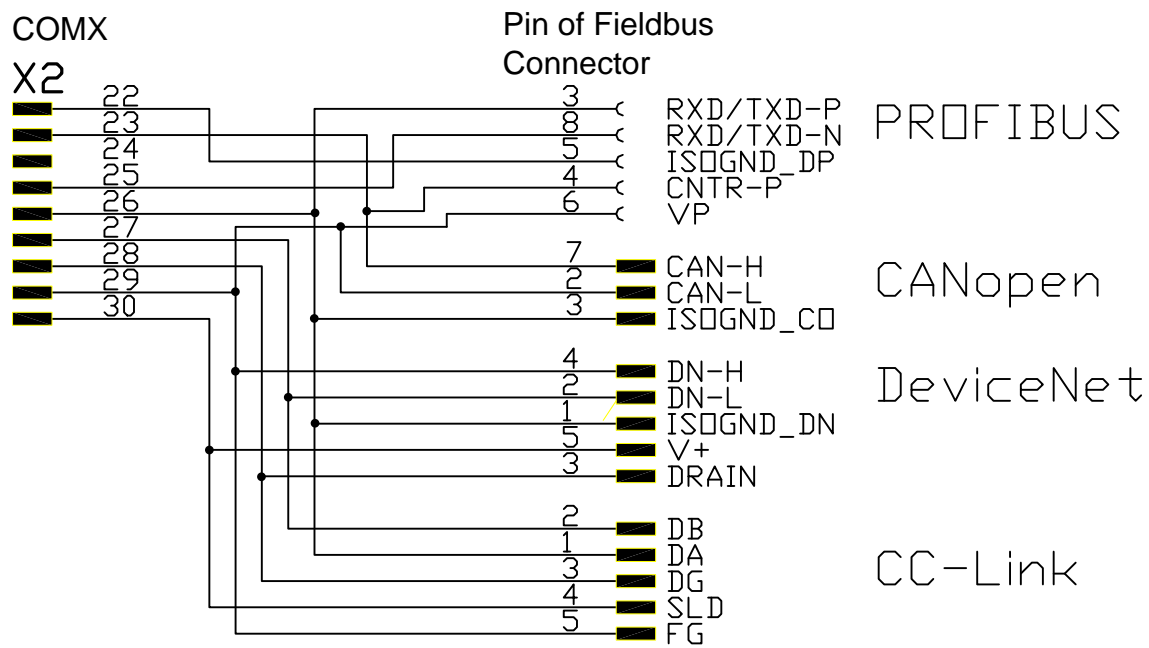 COMX
Pin of Fieldbus
Connector
X2
22
23
24
25
26
27
28
29
30
3 RXD/TXD-P
8 RXD/TXD-N
5 ISOGND_DP
4 CNTR-P
6 VP
PROFIBUS
7 CAN-H
2 CAN-L
3 ISOGND_CO
CANopen
4 DN-H
2 DN-L
1 ISOGND_DN
5 V+
3 DRAIN
DeviceNet
2 DB
1 DA
3 DG
4 SLD
5 FG
CC-Link